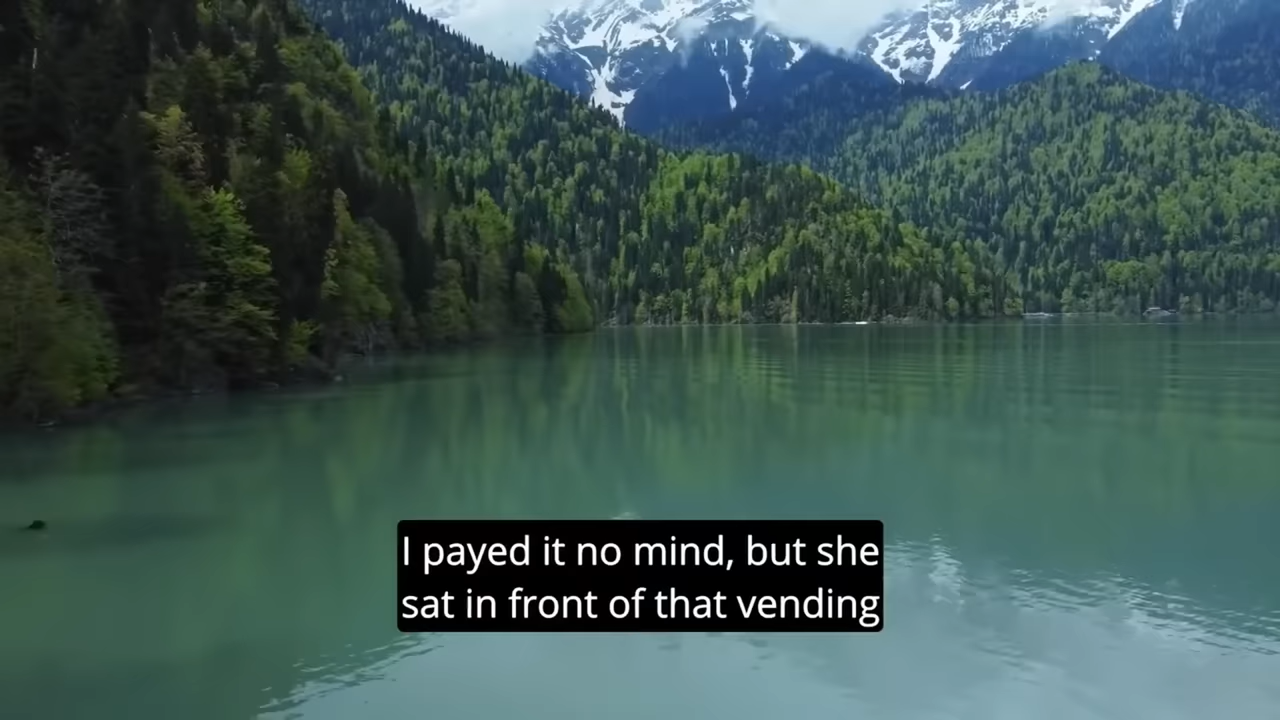 I payed it no mind, but she
sat in front of that vending